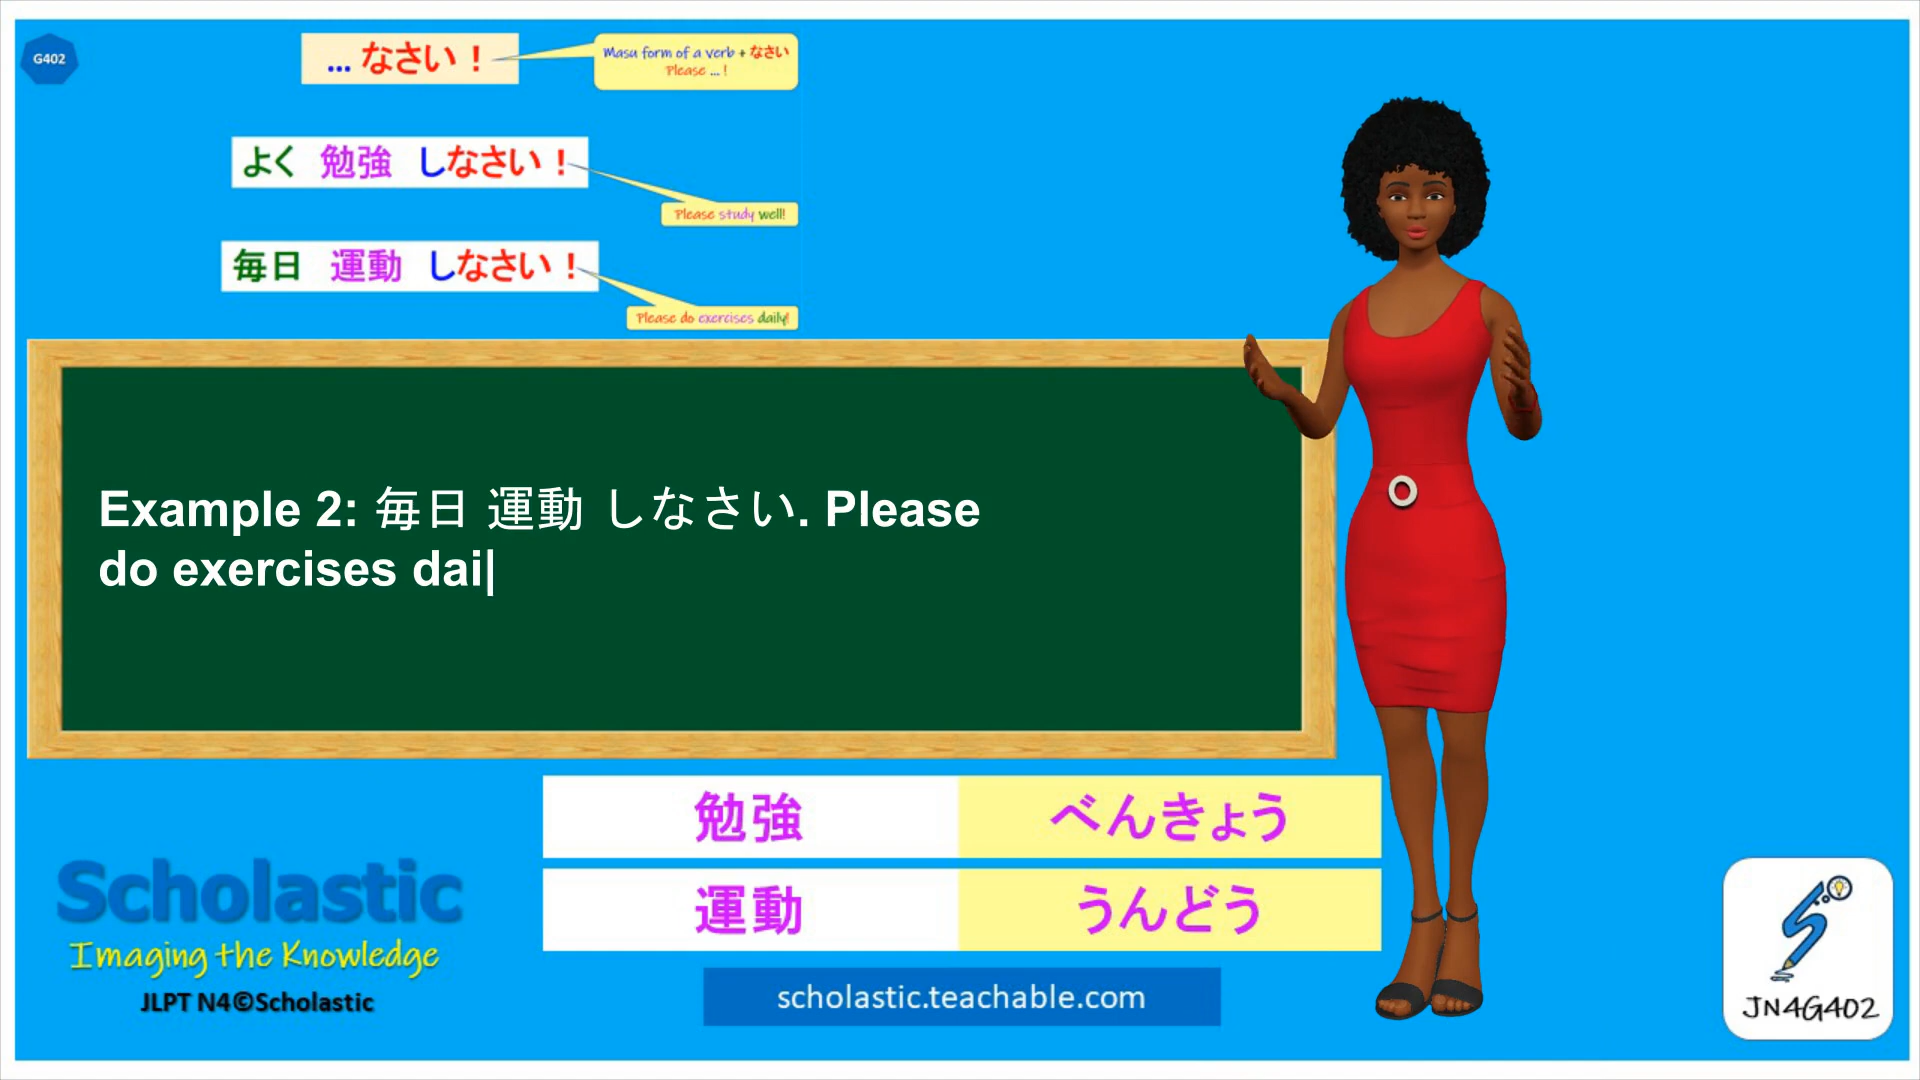 G402
... なさい！
Masu form of a verb + なさい
Please ... !
よく 勉強 しなさい！
Please study well!
毎日 運動 しなさい！
Please do exercises daily!
Example 2: 毎日 運動 しなさい. Please
do exercises dai|
勉強 べんきょう
運動 うんどう
Scholastic
Imaging the Knowledge
JLPT N4©Scholastic
scholastic.teachable.com
JN4G402